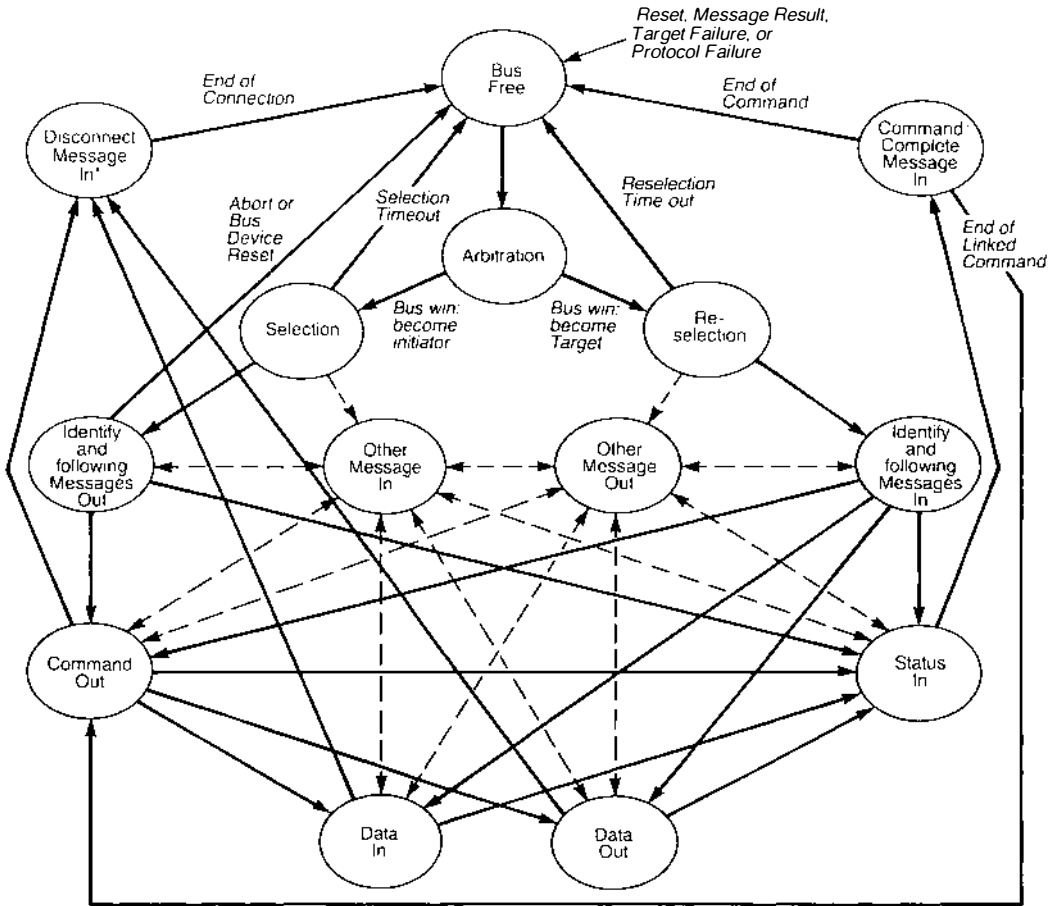 Reset, Message Result,
Target Failure, or
Protocol Failure
Bus
Free
End of
Connection
End of
Command
Disconnect
Message
In*
Command
Complete
Message
In
Abort or
Bus
Device
Reset
Selection
Timeout
Reselection
Time out
End of
Linked
Command
Arbitration
Selection
Bus win:
become
initiator
Bus win:
become
Target
Re-
selection
Identify
and
following
Messages
Out
Other
Message
In
Other
Message
Out
Identify
and
following
Messages
In
Command
Out
Status
In
Data
In
Data
Out